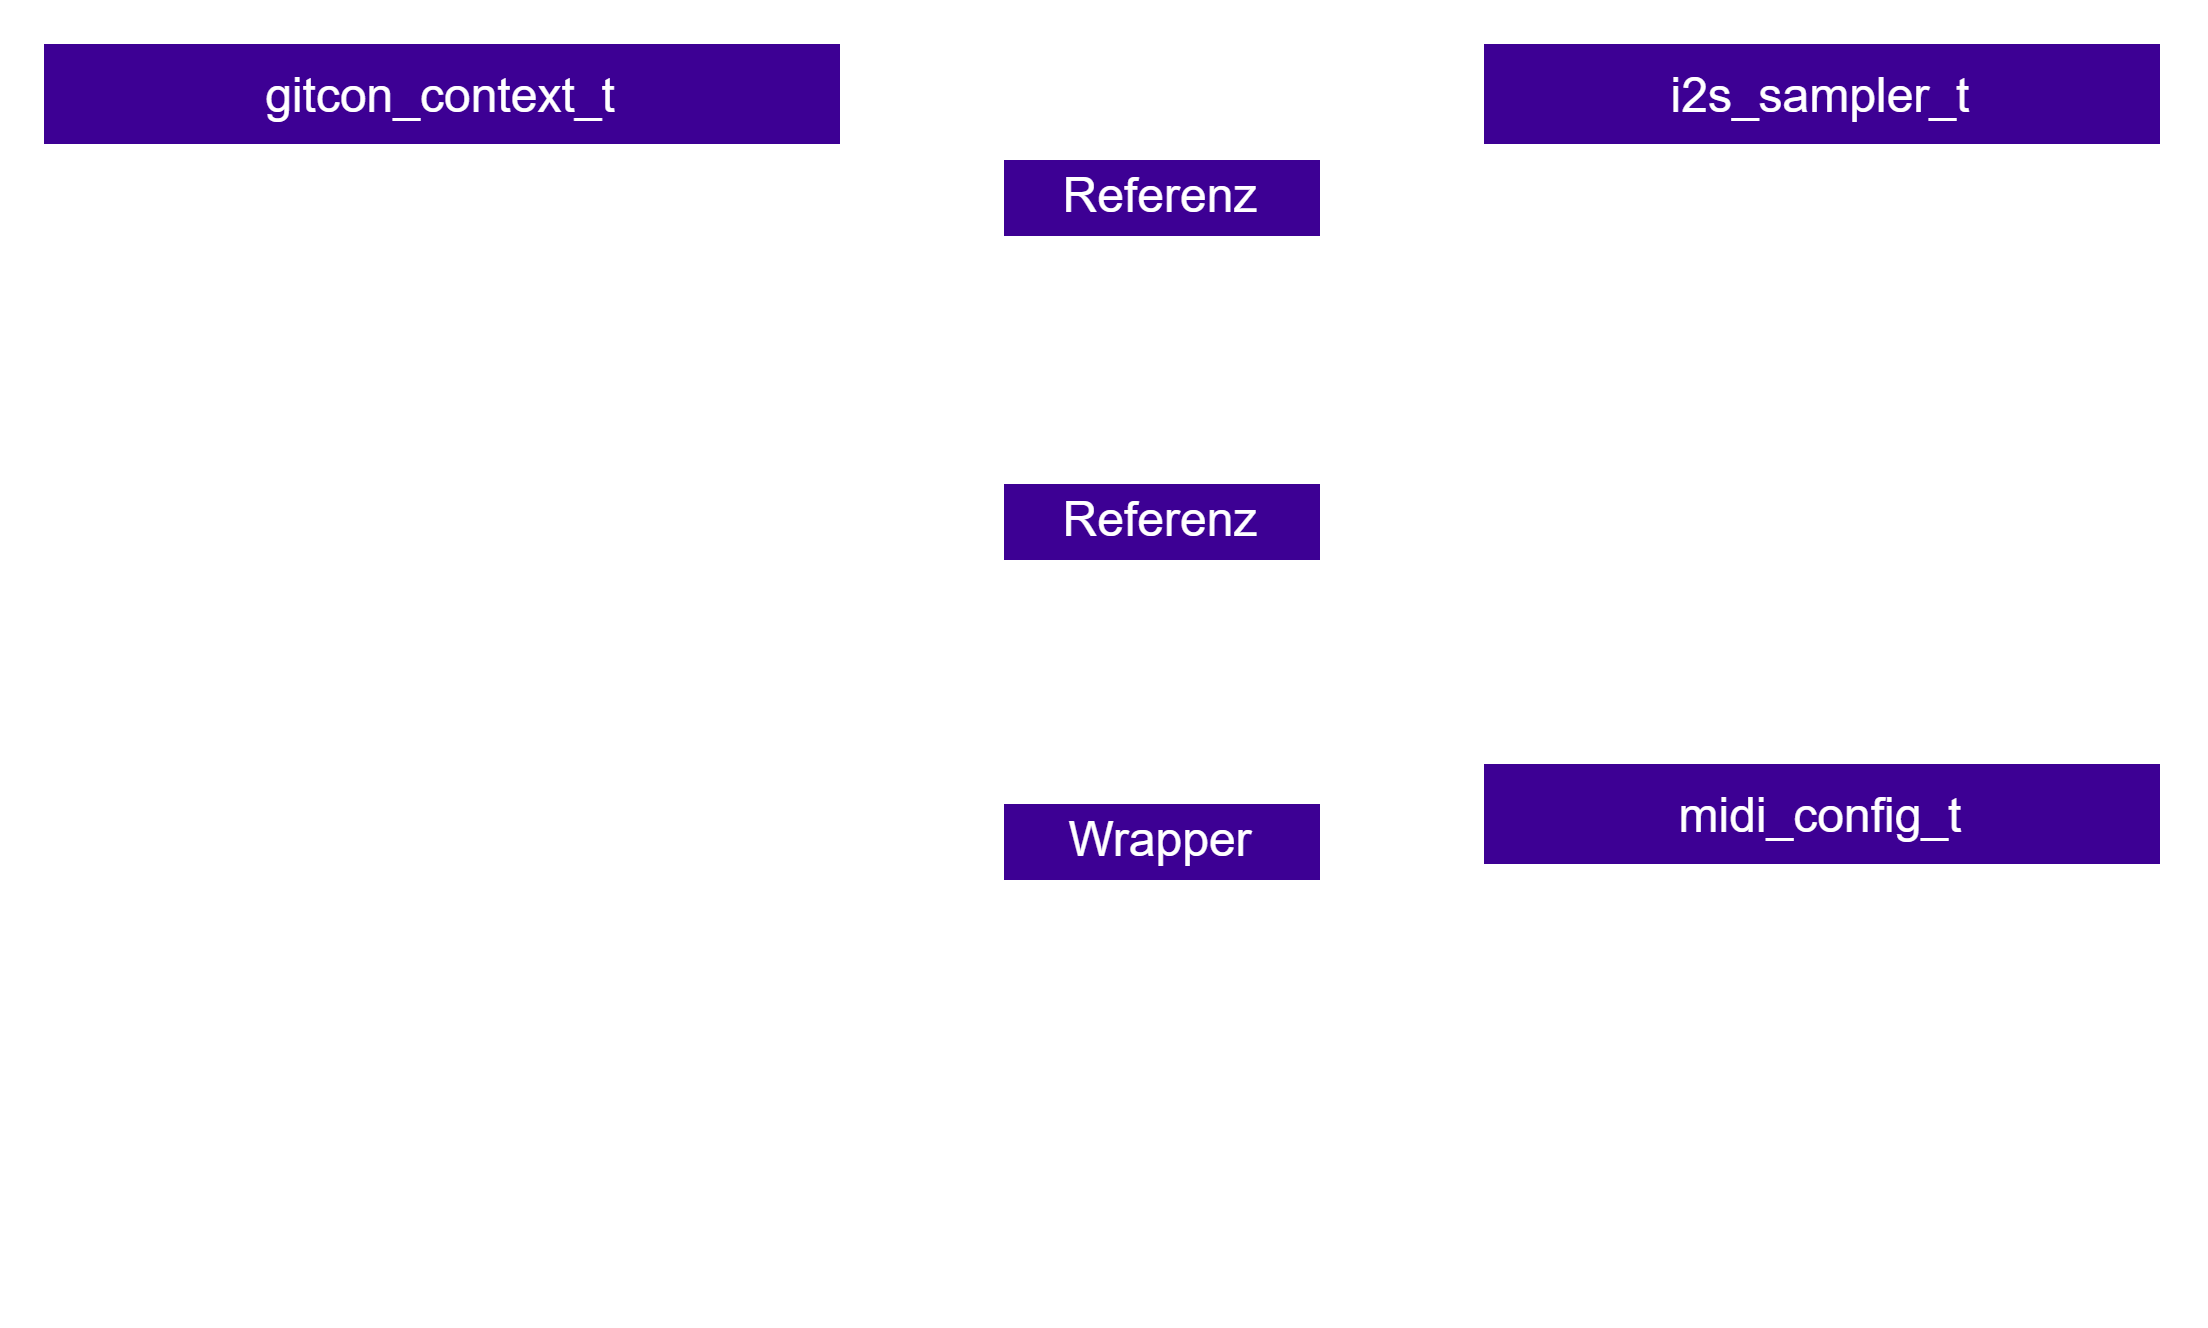 gitcon_context_t
i2s_sampler_t
Referenz
Referenz
midi_config_t
Wrapper